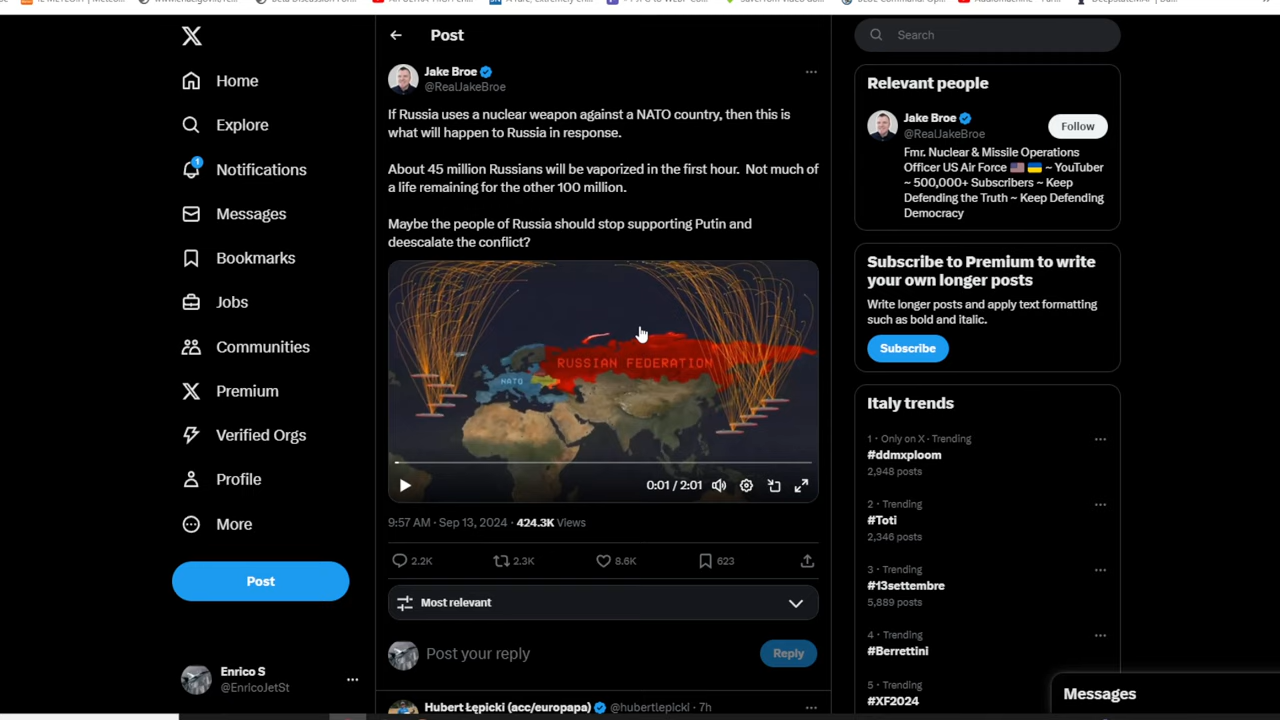 Home
Explore
1
Notifications
Messages
Bookmarks
Jobs
Communities
Premium
Verified Orgs
Profile
More
Post
Enrico S
@EnricoJetSt
Post
Jake Broe
@RealJakeBroe
If Russia uses a nuclear weapon against a NATO country, then this is
what will happen to Russia in response.
About 45 million Russians will be vaporized in the first hour. Not much of
a life remaining for the other 100 million.
Maybe the people of Russia should stop supporting Putin and
deescalate the conflict?
RUSSIAN FEDERATION
NATO
0:01 / 2:01
9:57 AM · Sep 13, 2024 · 424.3K Views
2.2K
2.3K
8.6K
623
Most relevant
Post your reply
Reply
Hubert Łępicki (acc/europapa) @hubertlepicki · 7h
Search
Relevant people
Jake Broe
@RealJakeBroe
Follow
Fmr. Nuclear & Missile Operations
Officer US Air Force 🇺🇸 🇺🇦 ~ YouTuber
~ 500,000+ Subscribers ~ Keep
Defending the Truth ~ Keep Defending
Democracy
Subscribe to Premium to write
your own longer posts
Write longer posts and apply text formatting
such as bold and italic.
Subscribe
Italy trends
1 · Only on X · Trending
#ddmxploom
2,948 posts
2 · Trending
#Toti
2,346 posts
3 · Trending
#13settembre
5,889 posts
4 · Trending
#Berrettini
5 · Trending
#XF2024
Messages